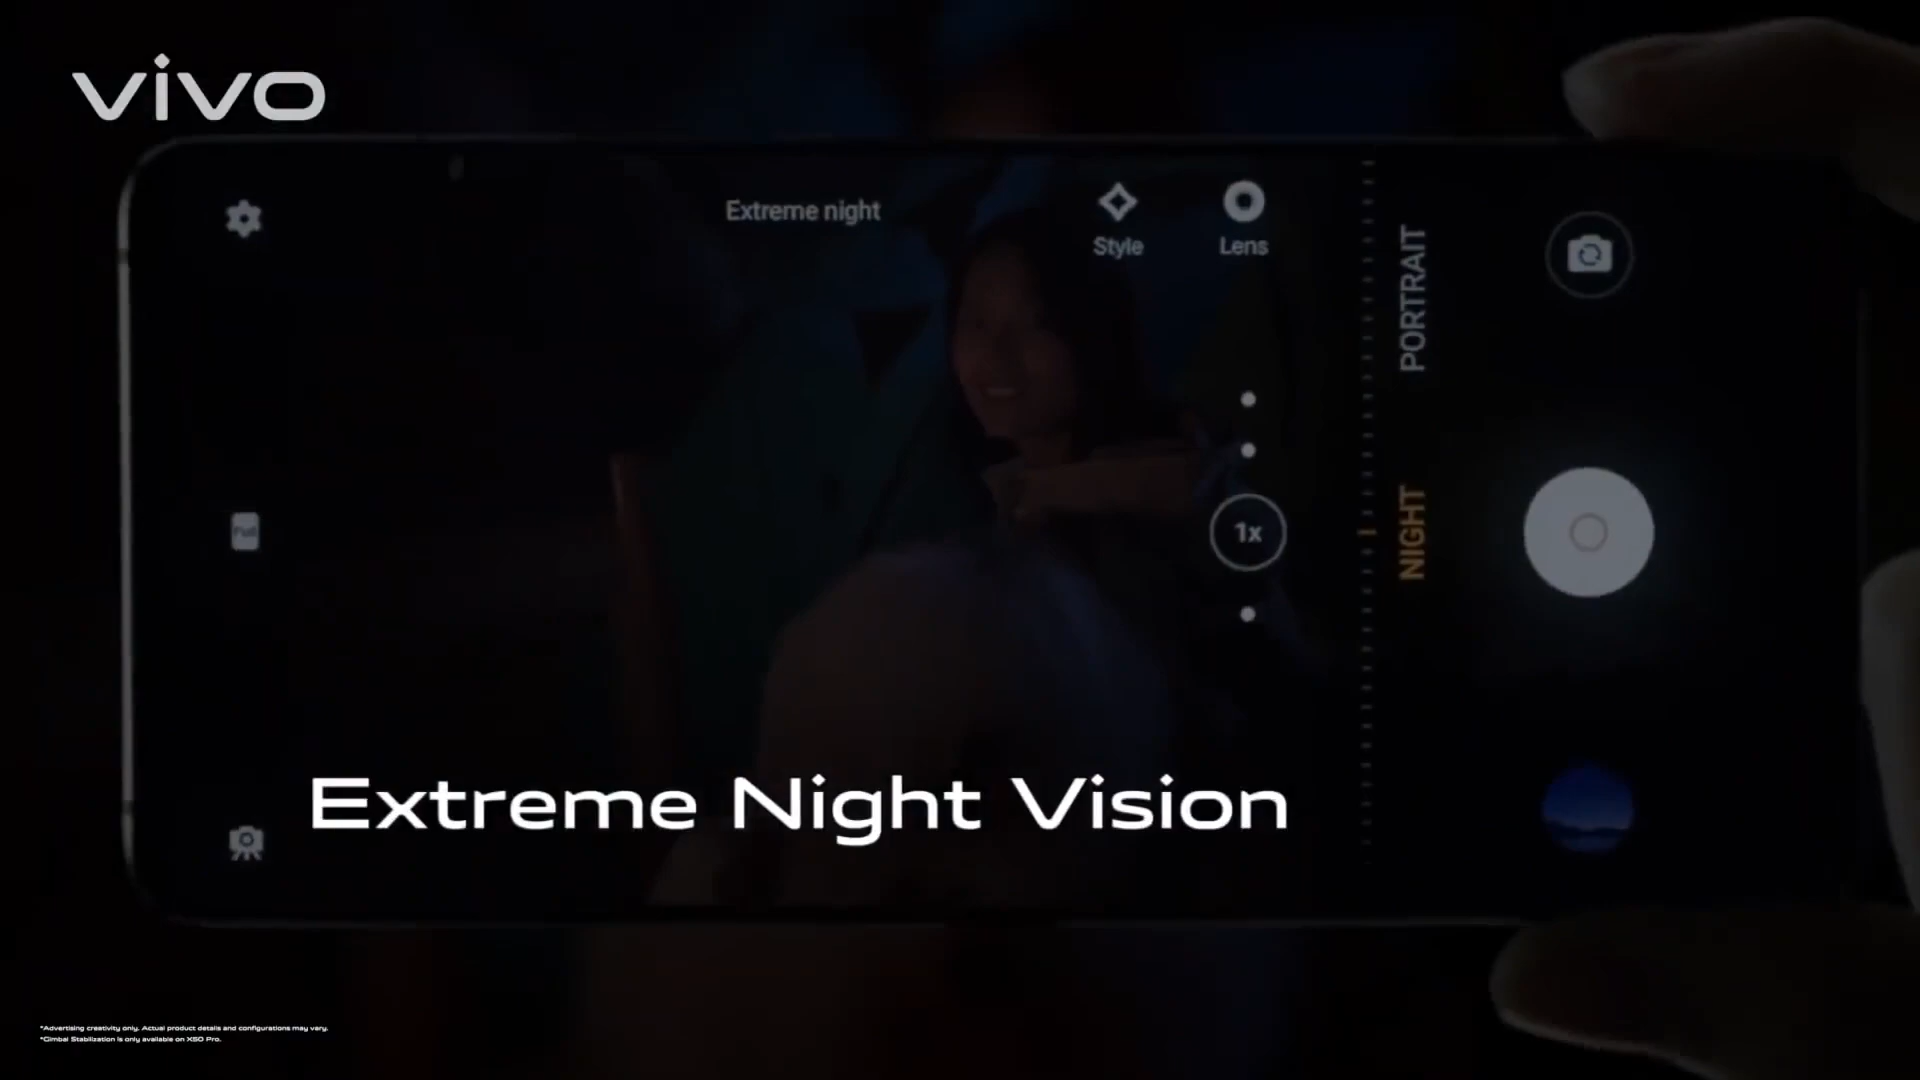 vivo
Extreme night
Style
Lens
PORTRAIT
1x
NIGHT
Full
Extreme Night Vision
*Advertising creativity only. Actual product details and configurations may vary.
*Gimbal Stabilization is only available on X50 Pro.